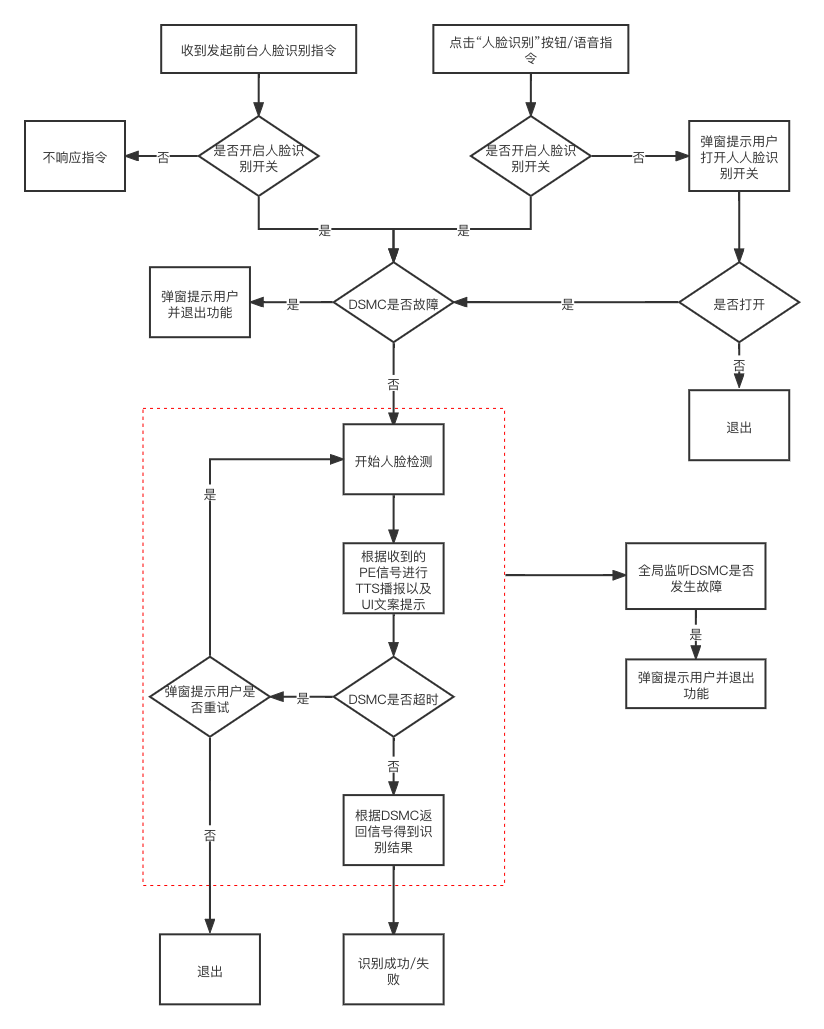 收到发起前台人脸识别指令
点击“人脸识别”按钮/语音指
令
不响应指令
否
是否开启人脸识
别开关
是否开启人脸识
别开关
否
弹窗提示用户
打开人人脸识
别开关
是
是
弹窗提示用户
并退出功能
是
DSMC是否故障
是
是否打开
否
否
退出
开始人脸检测
是
根据收到的
PE信号进行
TTS播报以及
UI文案提示
全局监听DSMC是否
发生故障
是
弹窗提示用户并退出
功能
弹窗提示用户是
否重试
是
DSMC是否超时
否
根据DSMC返
回信号得到识
别结果
否
退出
识别成功/失
败